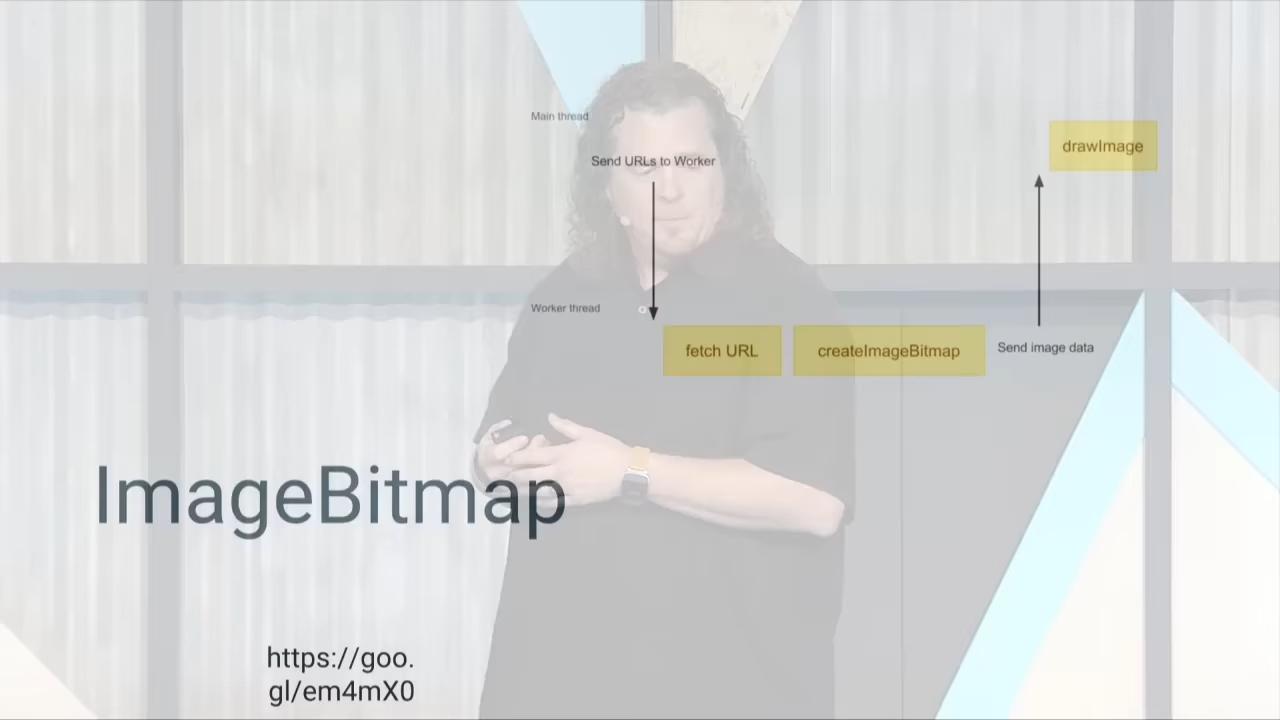 Main thread
Send URLs to Worker
drawImage
Worker thread
fetch URL
createImageBitmap
Send image data
ImageBitmap
https://goo.
gl/em4mX0